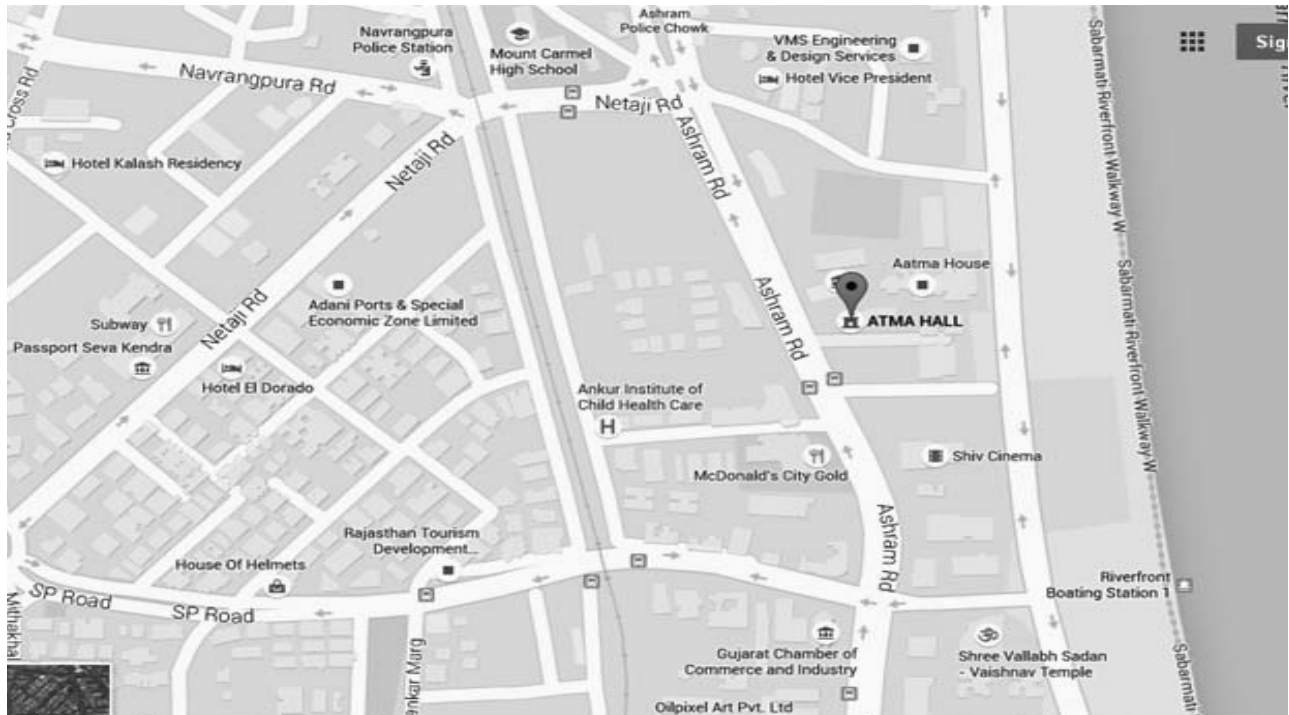 Ashram
Police Chowk
Navrangpura
Police Station
Mount Carmel
High School
VMS Engineering
& Design Services
Hotel Vice President
Navrangpura Rd
Cross Rd
Netaji Rd
Ashram Rd
Hotel Kalash Residency
Netaji Rd
Sabarmati Riverfront Walkway W
Aatma House
ATMA HALL
Adani Ports & Special
Economic Zone Limited
Netaji Rd
Ashram Rd
Sabarmati Riverfront Walkway W
Subway
Passport Seva Kendra
Hotel El Dorado
Ankur Institute of
Child Health Care
H
McDonald's City Gold
Shiv Cinema
Ashram Rd
Rajasthan Tourism
Development...
House Of Helmets
SP Road
SP Road
Riverfront
Boating Station 1
Gujarat Chamber of
Commerce and Industry
Shree Vallabh Sadan
- Vaishnav Temple
Sabarmati
Oilpixel Art Pvt. Ltd